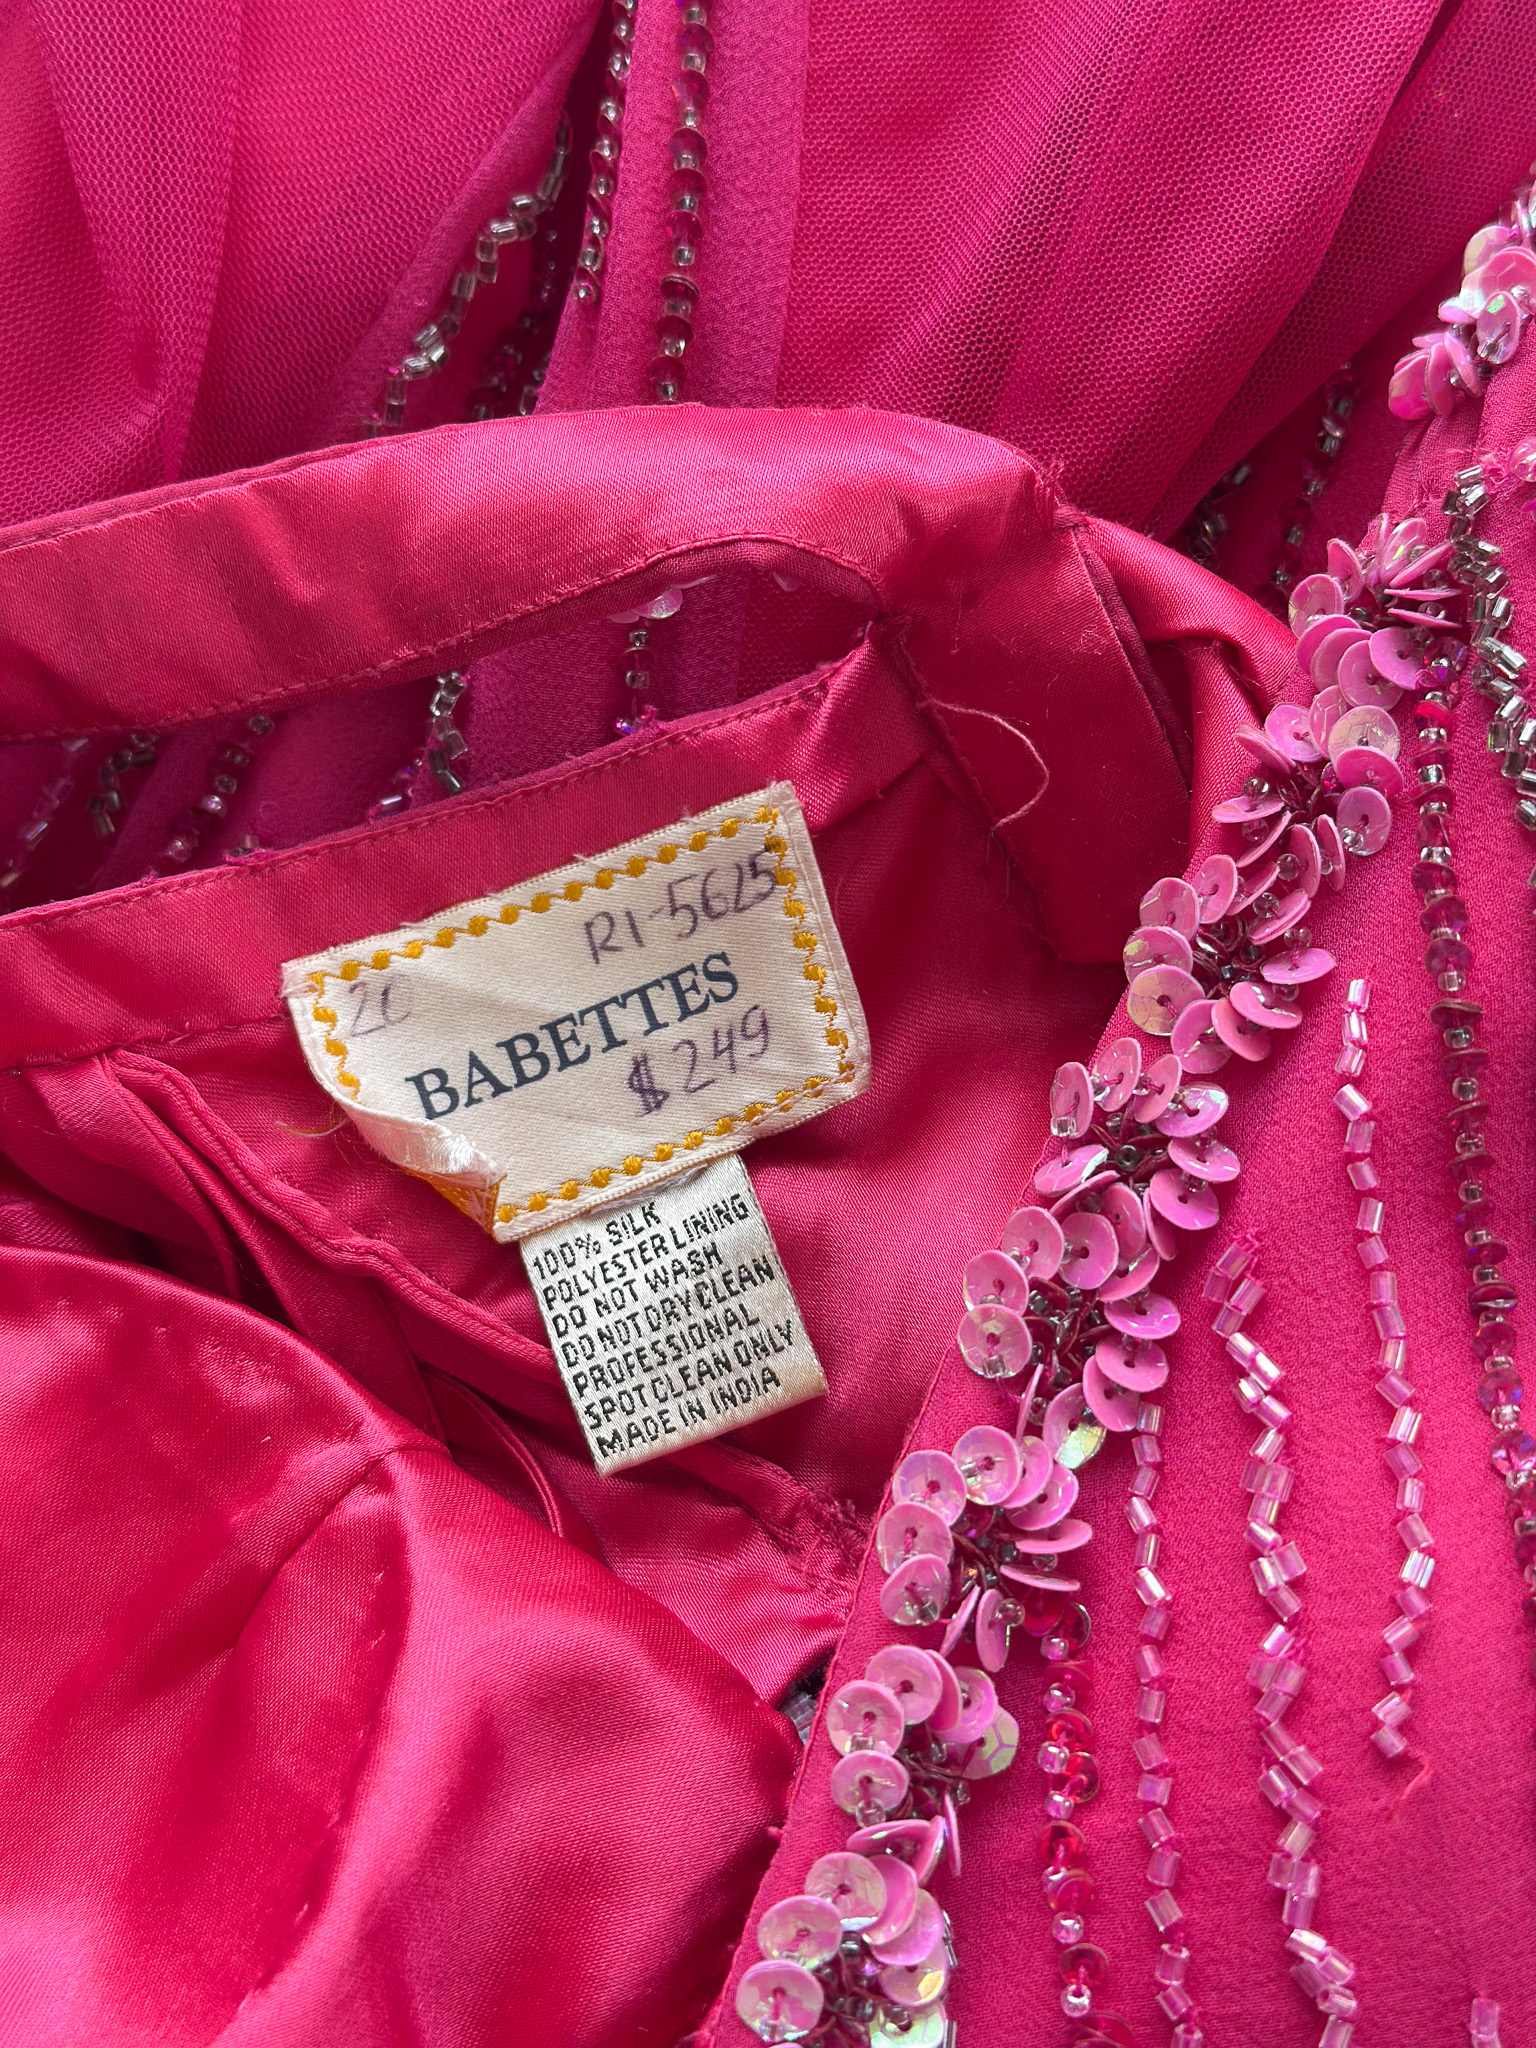 R1-5625
20
BABETTES
$249
100% SILK
POLYESTER LINING
DO NOT WASH
DO NOT DRY CLEAN
PROFESSIONAL
SPOT CLEAN ONLY
MADE IN INDIA